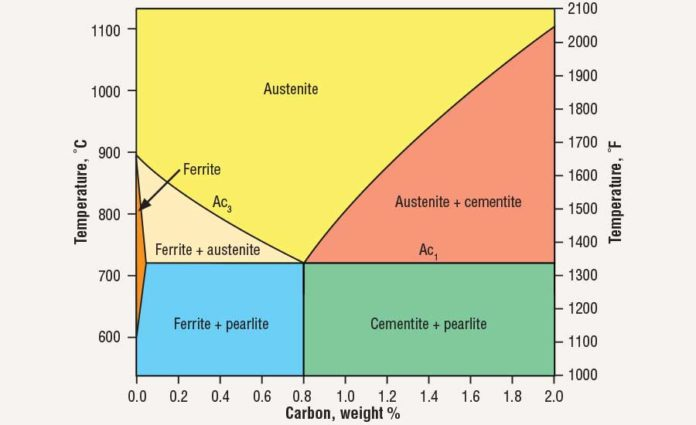 2100
1100
2000
1900
Austenite
1000
1800
1700
900
Ferrite
1600
Temperature, °C
Temperature, °F
Ac3
Austenite + cementite
800
1500
Ferrite + austenite
Ac1
1400
700
1300
Ferrite + pearlite
Cementite + pearlite
1200
600
1100
1000
0.0 0.2 0.4 0.6 0.8 1.0 1.2 1.4 1.6 1.8 2.0
Carbon, weight %